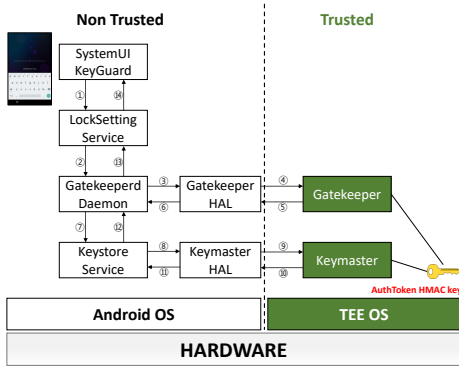 Non Trusted
Trusted
SystemUI
KeyGuard
① ⑭
LockSetting
Service
② ⑬
Gatekeeperd
Daemon
③
⑥
Gatekeeper
HAL
④
⑤
Gatekeeper
⑦ ⑫
Keystore
Service
⑧
⑪
Keymaster
HAL
⑨
⑩
Keymaster
AuthToken HMAC key
Android OS
TEE OS
HARDWARE